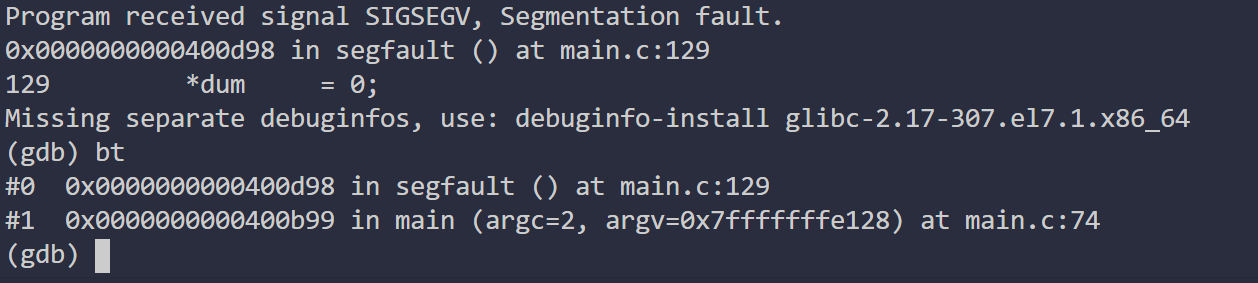 Program received signal SIGSEGV, Segmentation fault.
0x0000000000400d98 in segfault () at main.c:129
129         *dum     = 0;
Missing separate debuginfos, use: debuginfo-install glibc-2.17-307.el7.1.x86_64
(gdb) bt
#0  0x0000000000400d98 in segfault () at main.c:129
#1  0x0000000000400b99 in main (argc=2, argv=0x7fffffffe128) at main.c:74
(gdb)